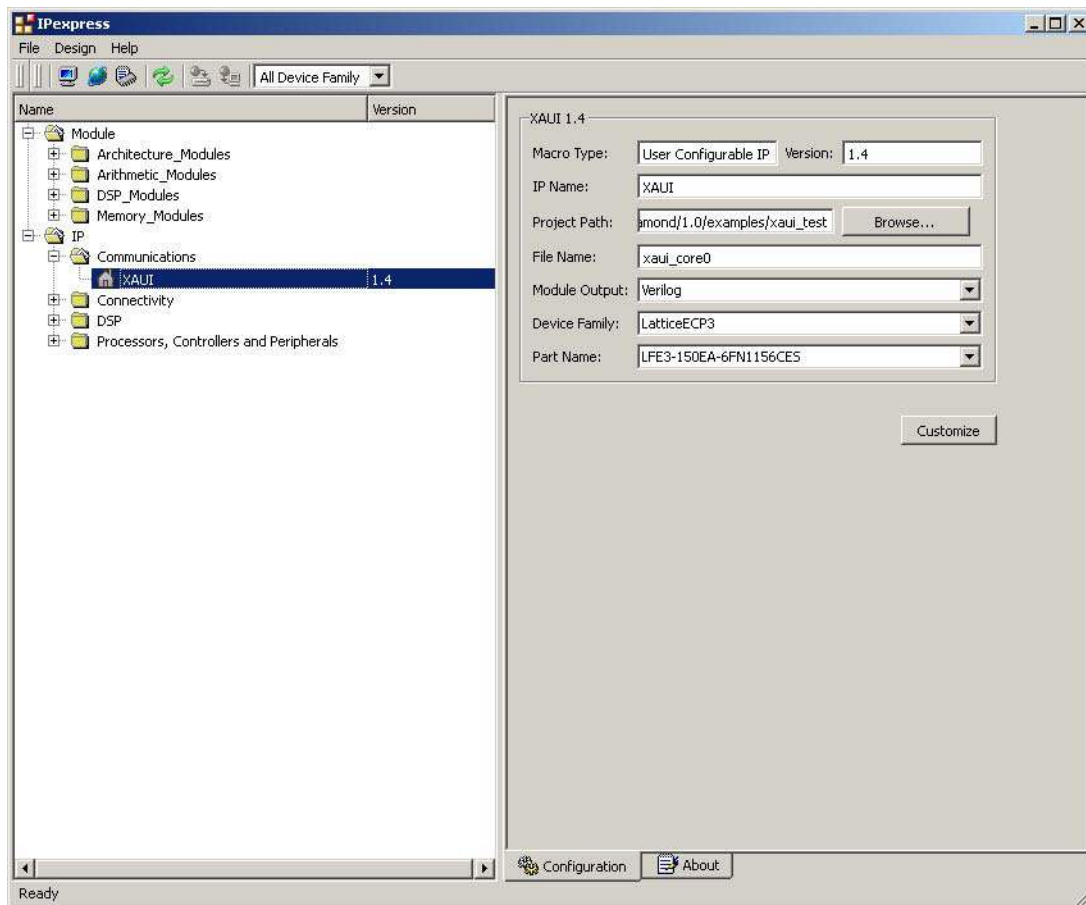 IPexpress
File Design Help
All Device Family
Name Version
Module
Architecture_Modules
Arithmetic_Modules
DSP_Modules
Memory_Modules
IP
Communications
XAUI 1.4
Connectivity
DSP
Processors, Controllers and Peripherals
XAUI 1.4
Macro Type: User Configurable IP Version: 1.4
IP Name: XAUI
Project Path: amond/1.0/examples/xaui_test Browse...
File Name: xaui_core0
Module Output: Verilog
Device Family: LatticeECP3
Part Name: LFE3-150EA-6FN1156CES
Customize
Configuration About
Ready